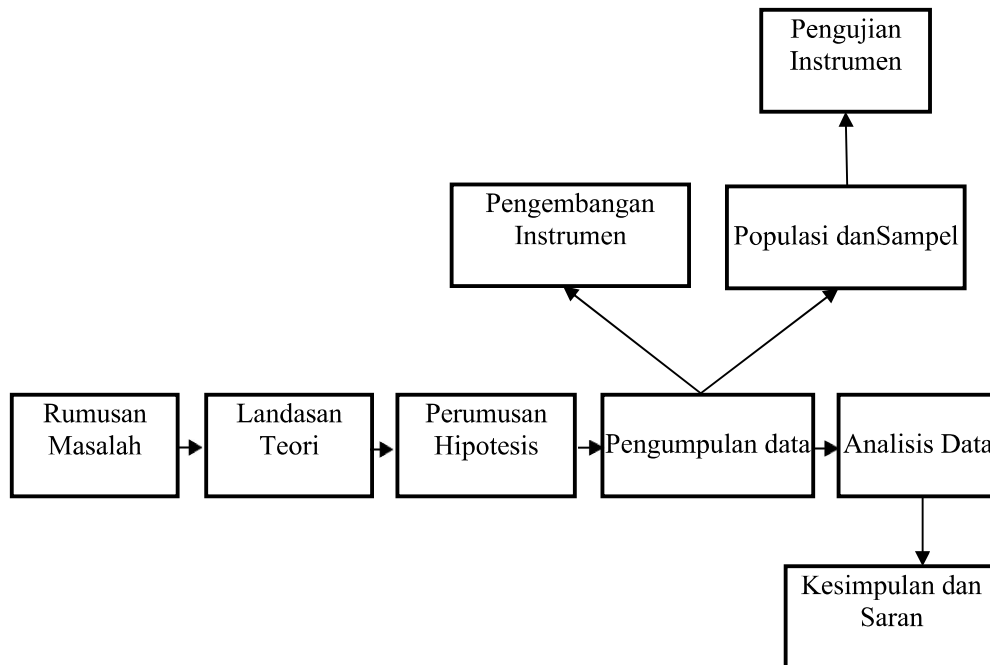 Pengujian
Instrumen
Pengembangan
Instrumen
Populasi danSampel
Rumusan
Masalah
Landasan
Teori
Perumusan
Hipotesis
Pengumpulan data
Analisis Data
Kesimpulan dan
Saran